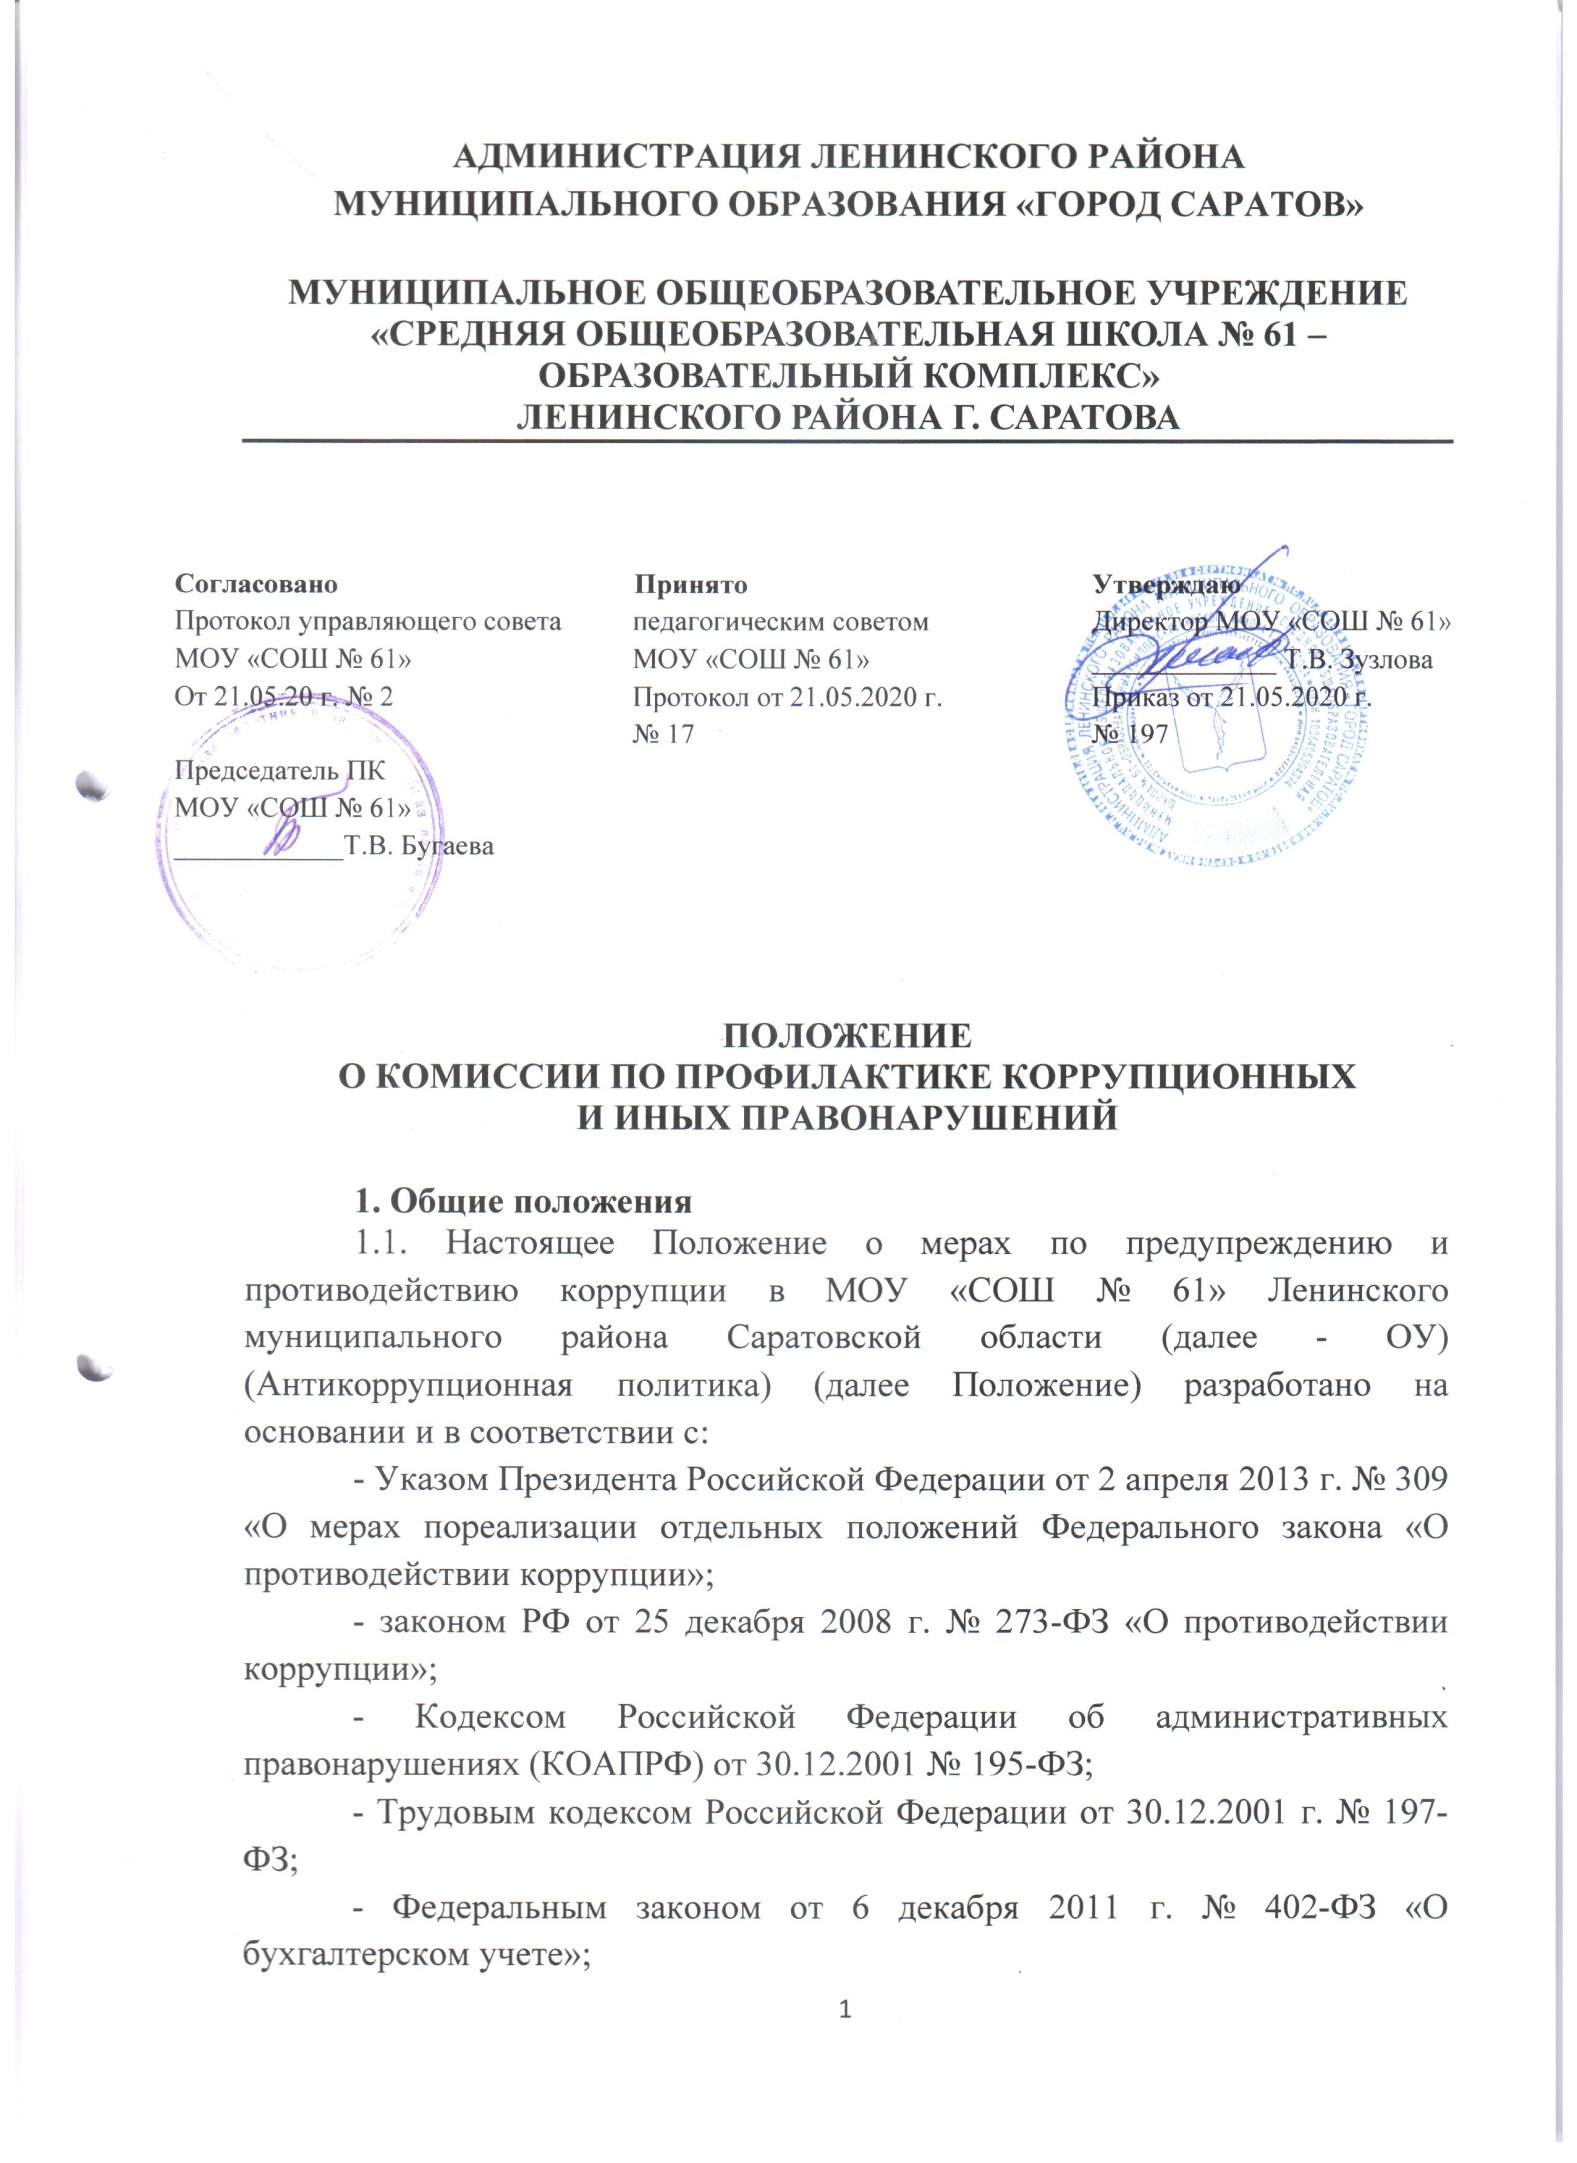 АДМИНИСТРАЦИЯ ЛЕНИНСКОГО РАЙОНА
МУНИЦИПАЛЬНОГО ОБРАЗОВАНИЯ «ГОРОД САРАТОВ»
МУНИЦИПАЛЬНОЕ ОБЩЕОБРАЗОВАТЕЛЬНОЕ УЧРЕЖДЕНИЕ
«СРЕДНЯЯ ОБЩЕОБРАЗОВАТЕЛЬНАЯ ШКОЛА № 61 –
ОБРАЗОВАТЕЛЬНЫЙ КОМПЛЕКС»
ЛЕНИНСКОГО РАЙОНА Г. САРАТОВА
Согласовано
Протокол управляющего совета
МОУ «СОШ № 61»
От 21.05.20 г. № 2
Председатель ПК
МОУ «СОШ № 61»
____________Т.В. Бугаева
Принято
педагогическим советом
МОУ «СОШ № 61»
Протокол от 21.05.2020 г.
№ 17
Утверждаю
Директор МОУ «СОШ № 61»
_____________ Т.В. Зузлова
Приказ от 21.05.2020 г.
№ 197
ПОЛОЖЕНИЕ
О КОМИССИИ ПО ПРОФИЛАКТИКЕ КОРРУПЦИОННЫХ
И ИНЫХ ПРАВОНАРУШЕНИЙ
1. Общие положения
1.1. Настоящее Положение о мерах по предупреждению и
противодействию коррупции в МОУ «СОШ № 61» Ленинского
муниципального района Саратовской области (далее - ОУ)
(Антикоррупционная политика) (далее Положение) разработано на
основании и в соответствии с:
- Указом Президента Российской Федерации от 2 апреля 2013 г. № 309
«О мерах пореализации отдельных положений Федерального закона «О
противодействии коррупции»;
- законом РФ от 25 декабря 2008 г. № 273-ФЗ «О противодействии
коррупции»;
- Кодексом Российской Федерации об административных
правонарушениях (КОАПРФ) от 30.12.2001 № 195-ФЗ;
- Трудовым кодексом Российской Федерации от 30.12.2001 г. № 197-
ФЗ;
- Федеральным законом от 6 декабря 2011 г. № 402-ФЗ «О
бухгалтерском учете»;
1